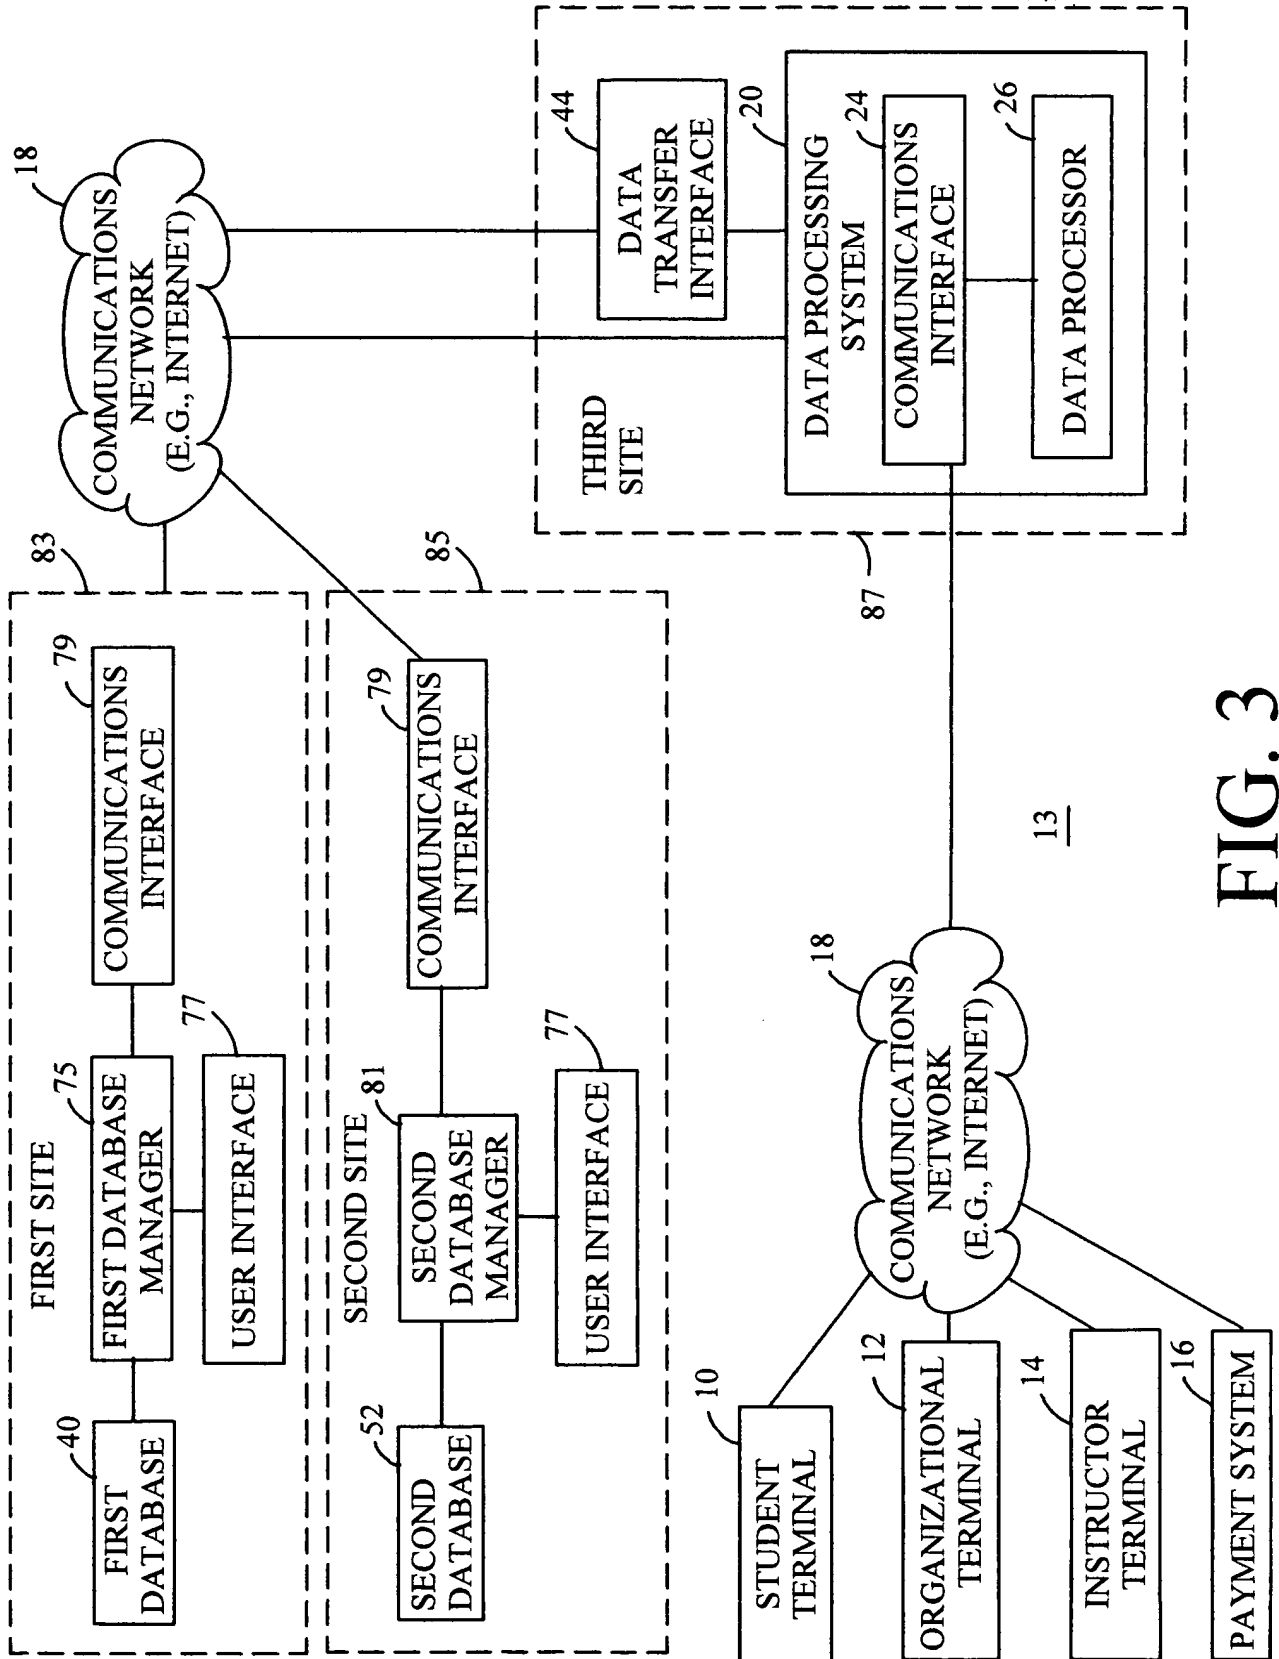 FIRST SITE
40
FIRST
DATABASE
75
FIRST DATABASE
MANAGER
77
USER INTERFACE
79
COMMUNICATIONS
INTERFACE
83
18
COMMUNICATIONS
NETWORK
(E.G., INTERNET)
SECOND SITE
52
SECOND
DATABASE
81
SECOND
DATABASE
MANAGER
77
USER INTERFACE
79
COMMUNICATIONS
INTERFACE
85
THIRD
SITE
44
DATA
TRANSFER
INTERFACE
20
DATA PROCESSING
SYSTEM
24
COMMUNICATIONS
INTERFACE
26
DATA PROCESSOR
87
10
STUDENT
TERMINAL
12
ORGANIZATIONAL
TERMINAL
14
INSTRUCTOR
TERMINAL
16
PAYMENT SYSTEM
18
COMMUNICATIONS
NETWORK
(E.G., INTERNET)
13
FIG. 3